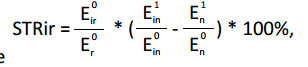 STRir = E⁰ir / E⁰r * (E¹in / E⁰in - E¹n / E⁰n) * 100%,
e